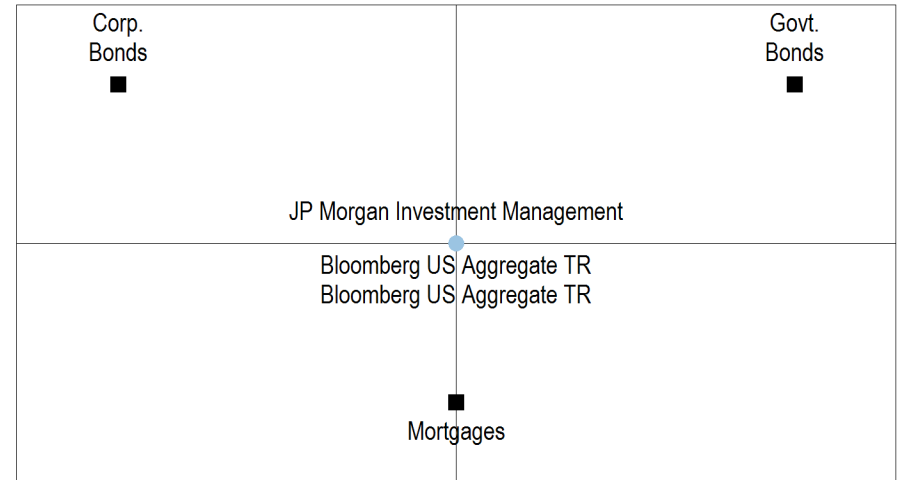 Corp.
Bonds
Govt.
Bonds
JP Morgan Investment Management
Bloomberg US Aggregate TR
Bloomberg US Aggregate TR
Mortgages